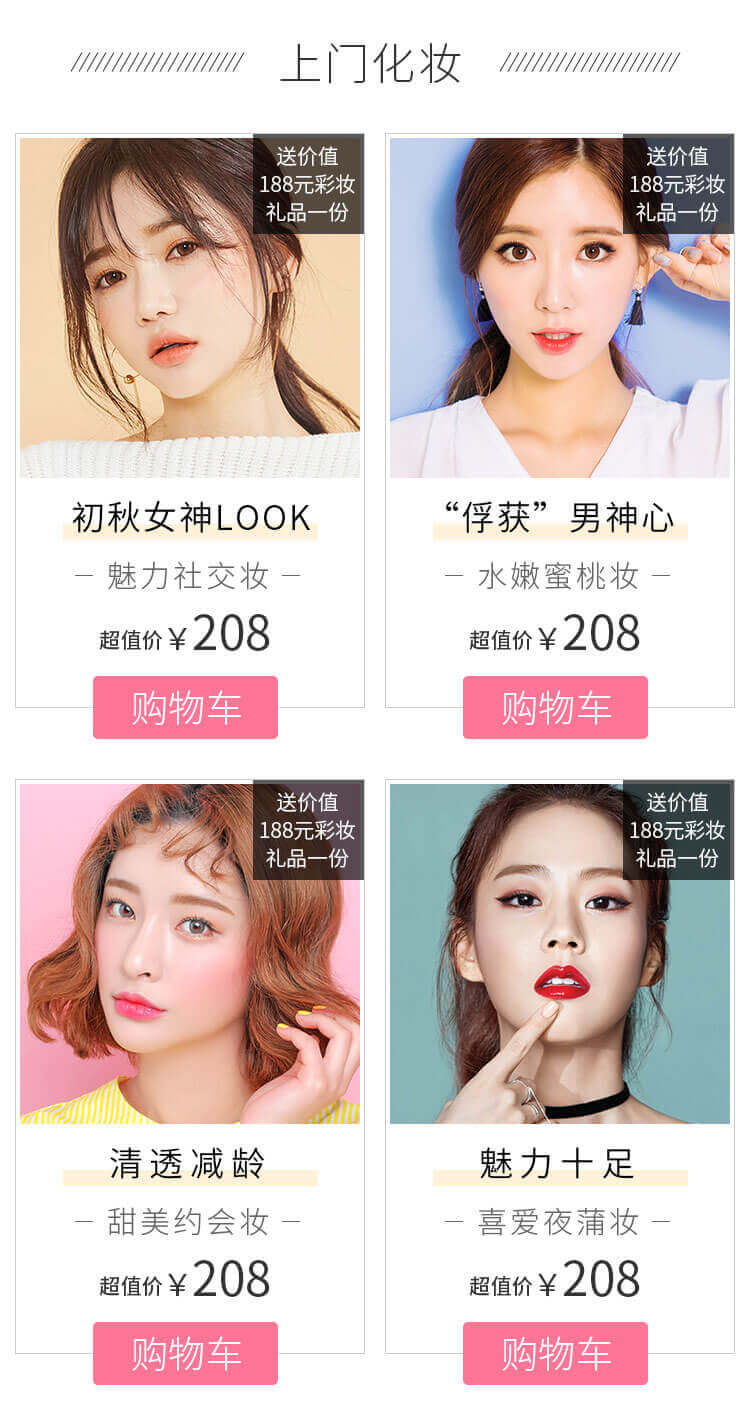 上门化妆
送价值
188元彩妆
礼品一份
送价值
188元彩妆
礼品一份
初秋女神LOOK
“俘获”男神心
— 魅力社交妆 —
— 水嫩蜜桃妆 —
超值价¥208
超值价¥208
购物车
购物车
送价值
188元彩妆
礼品一份
送价值
188元彩妆
礼品一份
清透减龄
魅力十足
— 甜美约会妆 —
— 喜爱夜蒲妆 —
超值价¥208
超值价¥208
购物车
购物车